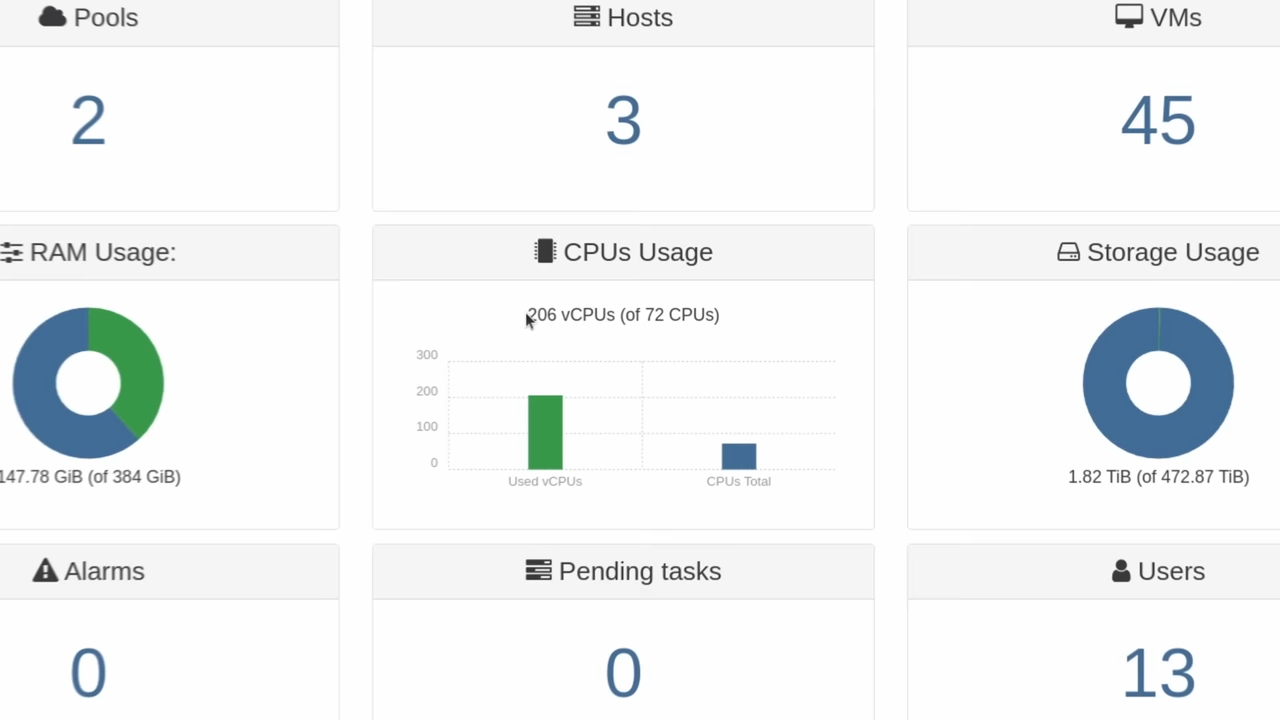 Pools
Hosts
VMs
2
3
45
RAM Usage:
CPUs Usage
Storage Usage
206 vCPUs (of 72 CPUs)
300
200
100
0
Used vCPUs
CPUs Total
147.78 GiB (of 384 GiB)
1.82 TiB (of 472.87 TiB)
Alarms
Pending tasks
Users
0
0
13